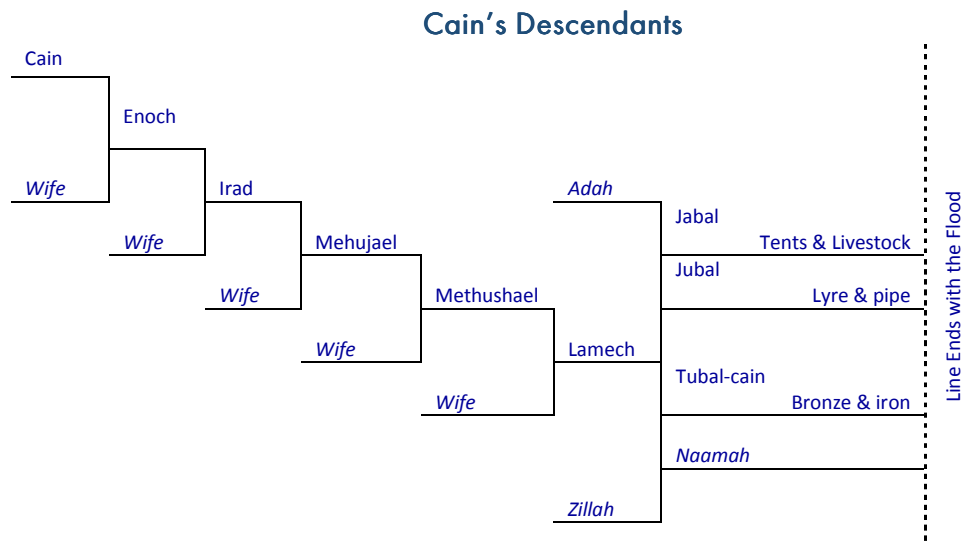 Cain’s Descendants
Cain
Enoch
Wife
Irad
Adah
Jabal
Wife
Mehujael
Tents & Livestock
Jubal
Wife
Methushael
Lyre & pipe
Wife
Lamech
Tubal-cain
Wife
Bronze & iron
Naamah
Zillah
Line Ends with the Flood